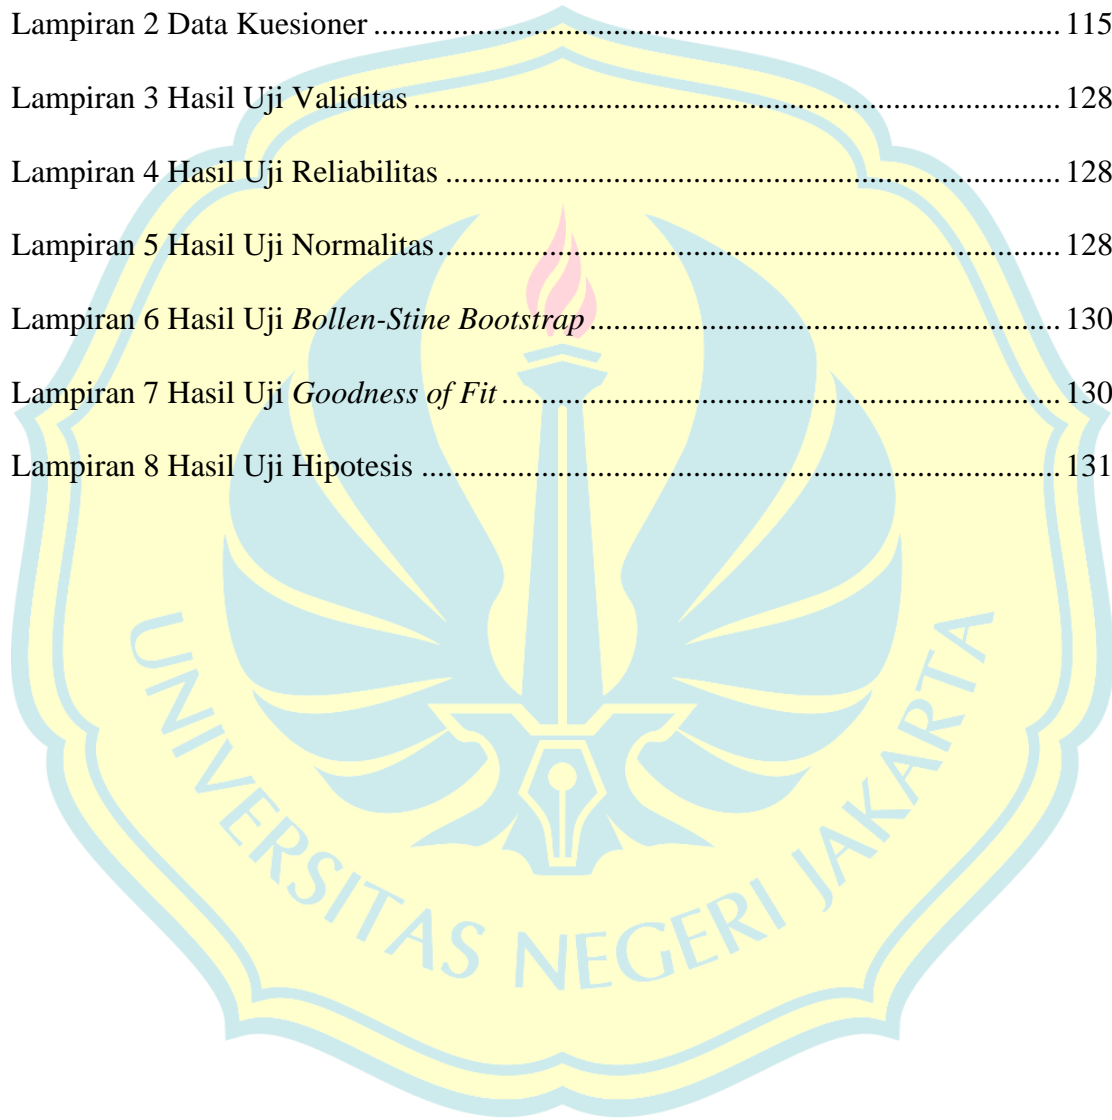 Lampiran 2 Data Kuesioner ........................................................................................ 115
Lampiran 3 Hasil Uji Validitas ................................................................................... 128
Lampiran 4 Hasil Uji Reliabilitas ............................................................................... 128
Lampiran 5 Hasil Uji Normalitas ................................................................................ 128
Lampiran 6 Hasil Uji Bollen-Stine Bootstrap ............................................................. 130
Lampiran 7 Hasil Uji Goodness of Fit ........................................................................ 130
Lampiran 8 Hasil Uji Hipotesis .................................................................................. 131
UNIVERSITAS NEGERI JAKARTA